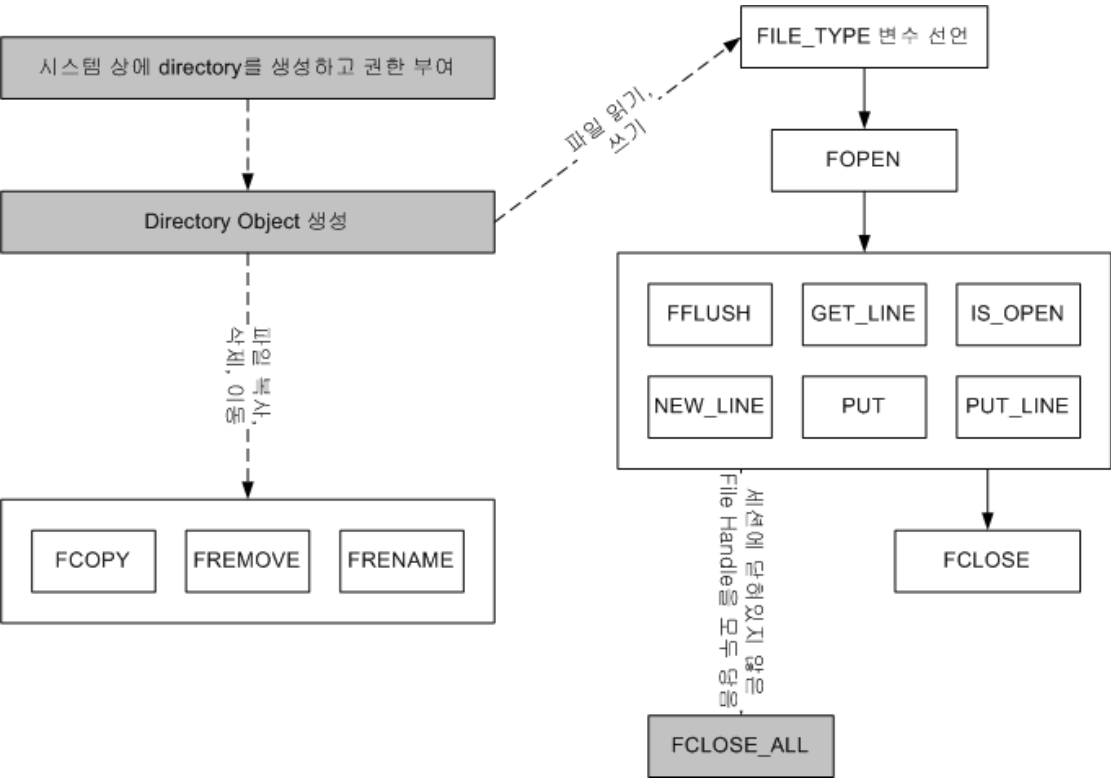 시스템 상에 directory를 생성하고 권한 부여
Directory Object 생성
파일 복사,
삭제, 이동
FCOPY
FREMOVE
FRENAME
파일 읽기,
쓰기
FILE_TYPE 변수 선언
FOPEN
FFLUSH
GET_LINE
IS_OPEN
NEW_LINE
PUT
PUT_LINE
FCLOSE
세션에 닫혀있지 않은
File Handle을 모두 닫음
FCLOSE_ALL